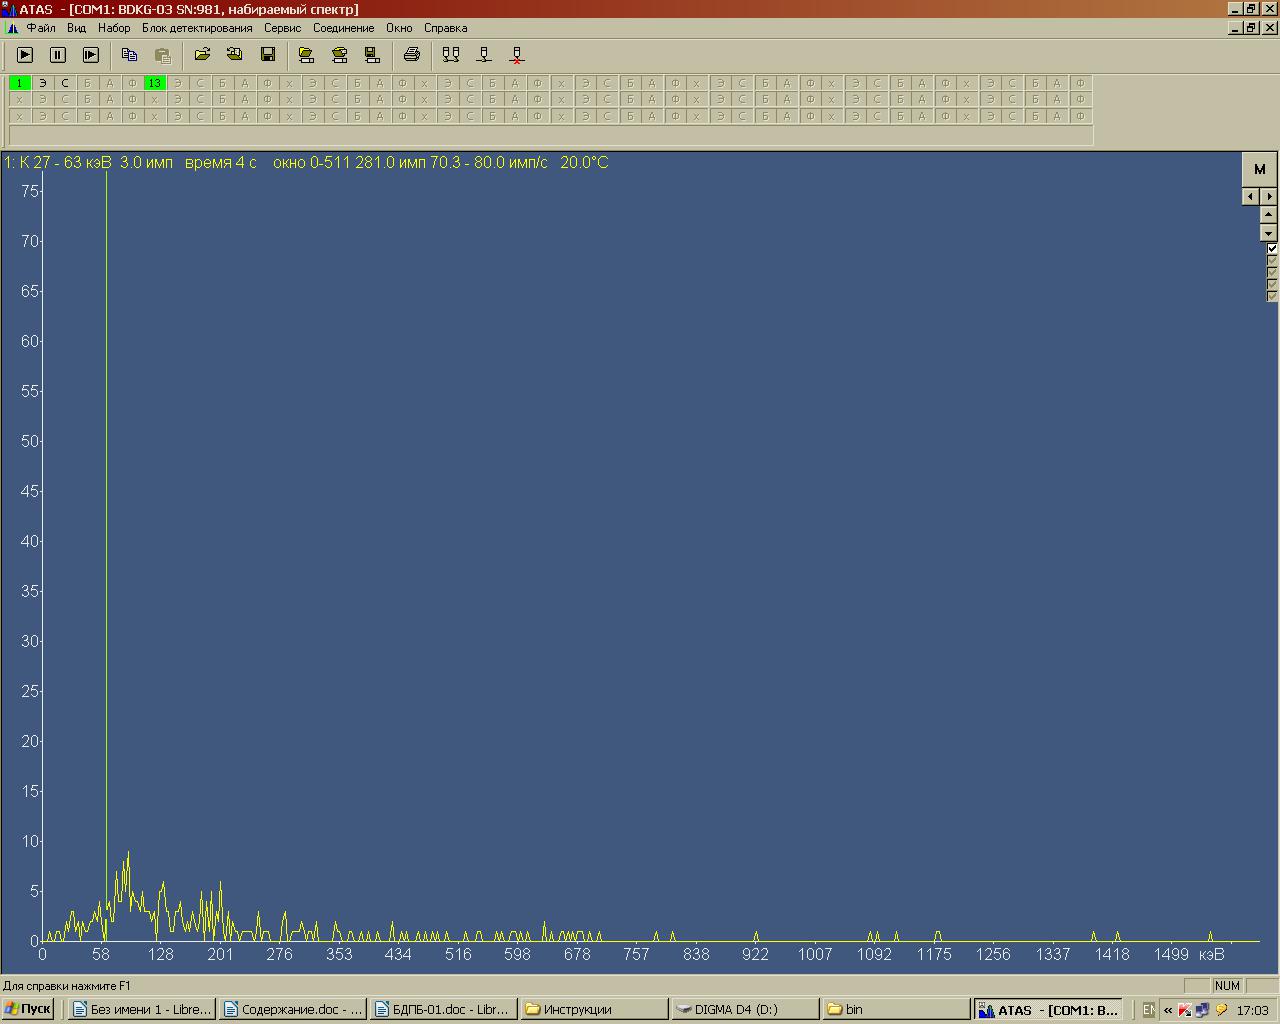 ATAS - [COM1: BDKG-03 SN:981, набираемый спектр]
Файл Вид Набор Блок детектирования Сервис Соединение Окно Справка
1 Э С Б А Ф 13 Э С Б А Ф х Э С Б А Ф х Э С Б А Ф х Э С Б А Ф х Э С Б А Ф х Э С Б А Ф х Э С Б А Ф
х Э С Б А Ф х Э С Б А Ф х Э С Б А Ф х Э С Б А Ф х Э С Б А Ф х Э С Б А Ф х Э С Б А Ф х Э С Б А Ф
х Э С Б А Ф х Э С Б А Ф х Э С Б А Ф х Э С Б А Ф х Э С Б А Ф х Э С Б А Ф х Э С Б А Ф х Э С Б А Ф
1: К 27 - 63 кэВ 3.0 имп время 4 с окно 0-511 281.0 имп 70.3 - 80.0 имп/с 20.0°C
М
75
70
65
60
55
50
45
40
35
30
25
20
15
10
5
0
0 58 128 201 276 353 434 516 598 678 757 838 922 1007 1092 1175 1256 1337 1418 1499 кэВ
Для справки нажмите F1
NUM
Пуск Без имени 1 - Libre... Содержание.doc - ... БДПБ-01.doc - Libr... Инструкции DIGMA D4 (D:) bin ATAS - [COM1: B... EN « 17:03